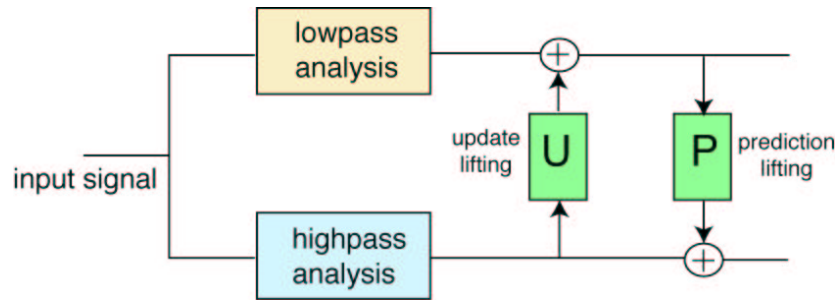 lowpass
analysis
input signal
highpass
analysis
update
lifting
U
P
prediction
lifting